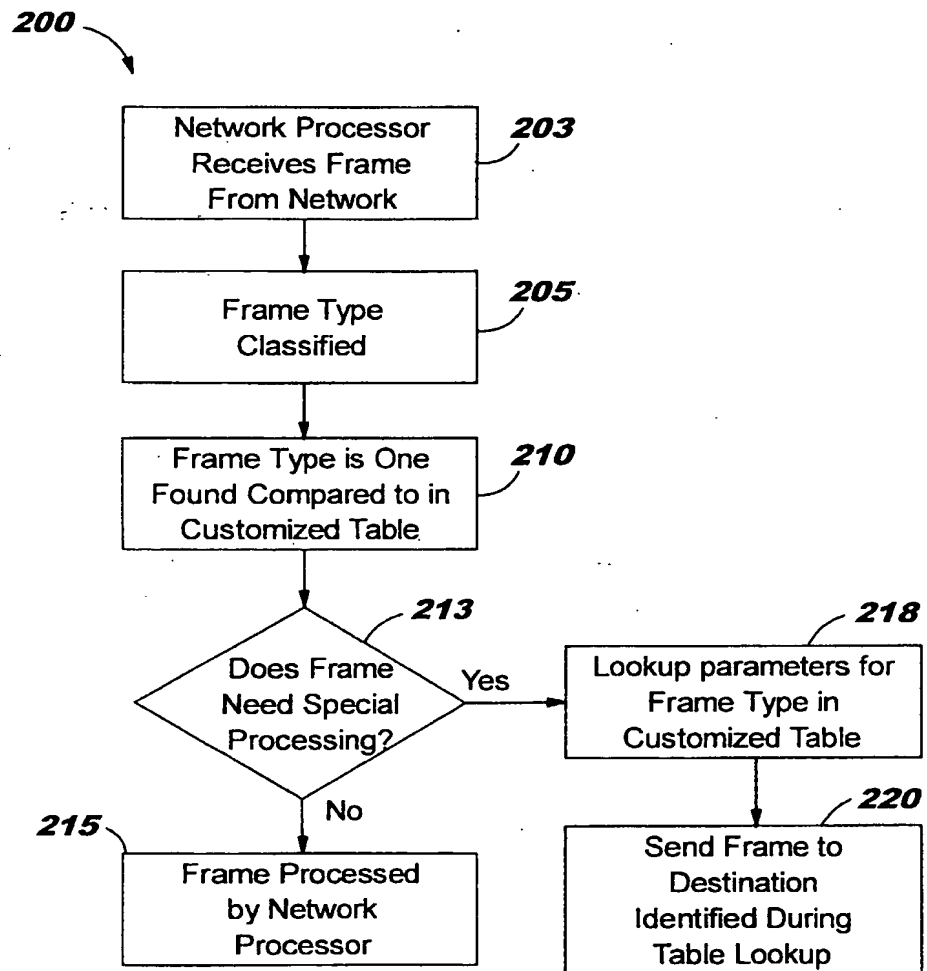 200
Network Processor
Receives Frame
From Network
203
Frame Type
Classified
205
Frame Type is One
Found Compared to in
Customized Table
210
Does Frame
Need Special
Processing?
213
Yes
No
Lookup parameters for
Frame Type in
Customized Table
218
215
Frame Processed
by Network
Processor
220
Send Frame to
Destination
Identified During
Table Lookup